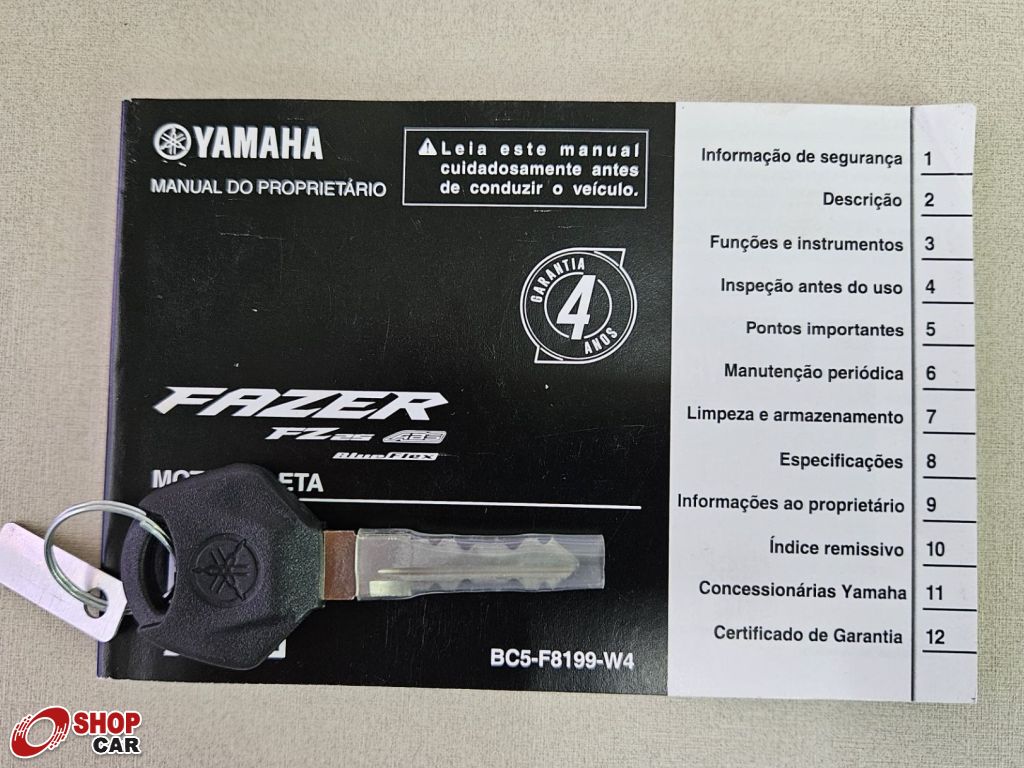 YAMAHA
MANUAL DO PROPRIETÁRIO
Leia este manual
cuidadosamente antes
de conduzir o veículo.
GARANTIA
4
ANOS
FAZER
FZ25 ABS
BlueFlex
BC5-F8199-W4
Informação de segurança 1
Descrição 2
Funções e instrumentos 3
Inspeção antes do uso 4
Pontos importantes 5
Manutenção periódica 6
Limpeza e armazenamento 7
Especificações 8
Informações ao proprietário 9
Índice remissivo 10
Concessionárias Yamaha 11
Certificado de Garantia 12
SHOP
CAR